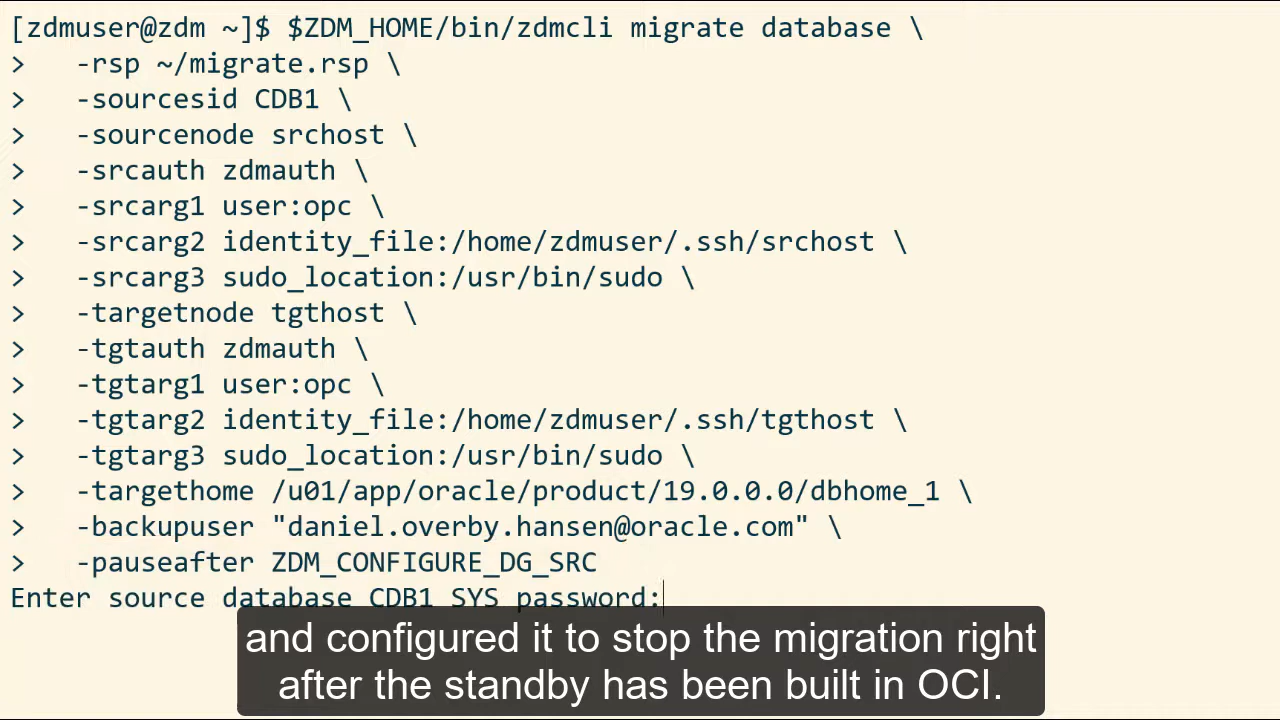 [zdmuser@zdm ~]$ $ZDM_HOME/bin/zdmcli migrate database \
>   -rsp ~/migrate.rsp \
>   -sourcesid CDB1 \
>   -sourcenode srchost \
>   -srcauth zdmauth \
>   -srcarg1 user:opc \
>   -srcarg2 identity_file:/home/zdmuser/.ssh/srchost \
>   -srcarg3 sudo_location:/usr/bin/sudo \
>   -targetnode tgthost \
>   -tgtauth zdmauth \
>   -tgtarg1 user:opc \
>   -tgtarg2 identity_file:/home/zdmuser/.ssh/tgthost \
>   -tgtarg3 sudo_location:/usr/bin/sudo \
>   -targethome /u01/app/oracle/product/19.0.0.0/dbhome_1 \
>   -backupuser "daniel.overby.hansen@oracle.com" \
>   -pauseafter ZDM_CONFIGURE_DG_SRC
Enter source database CDB1 SYS password:
and configured it to stop the migration right
after the standby has been built in OCI.